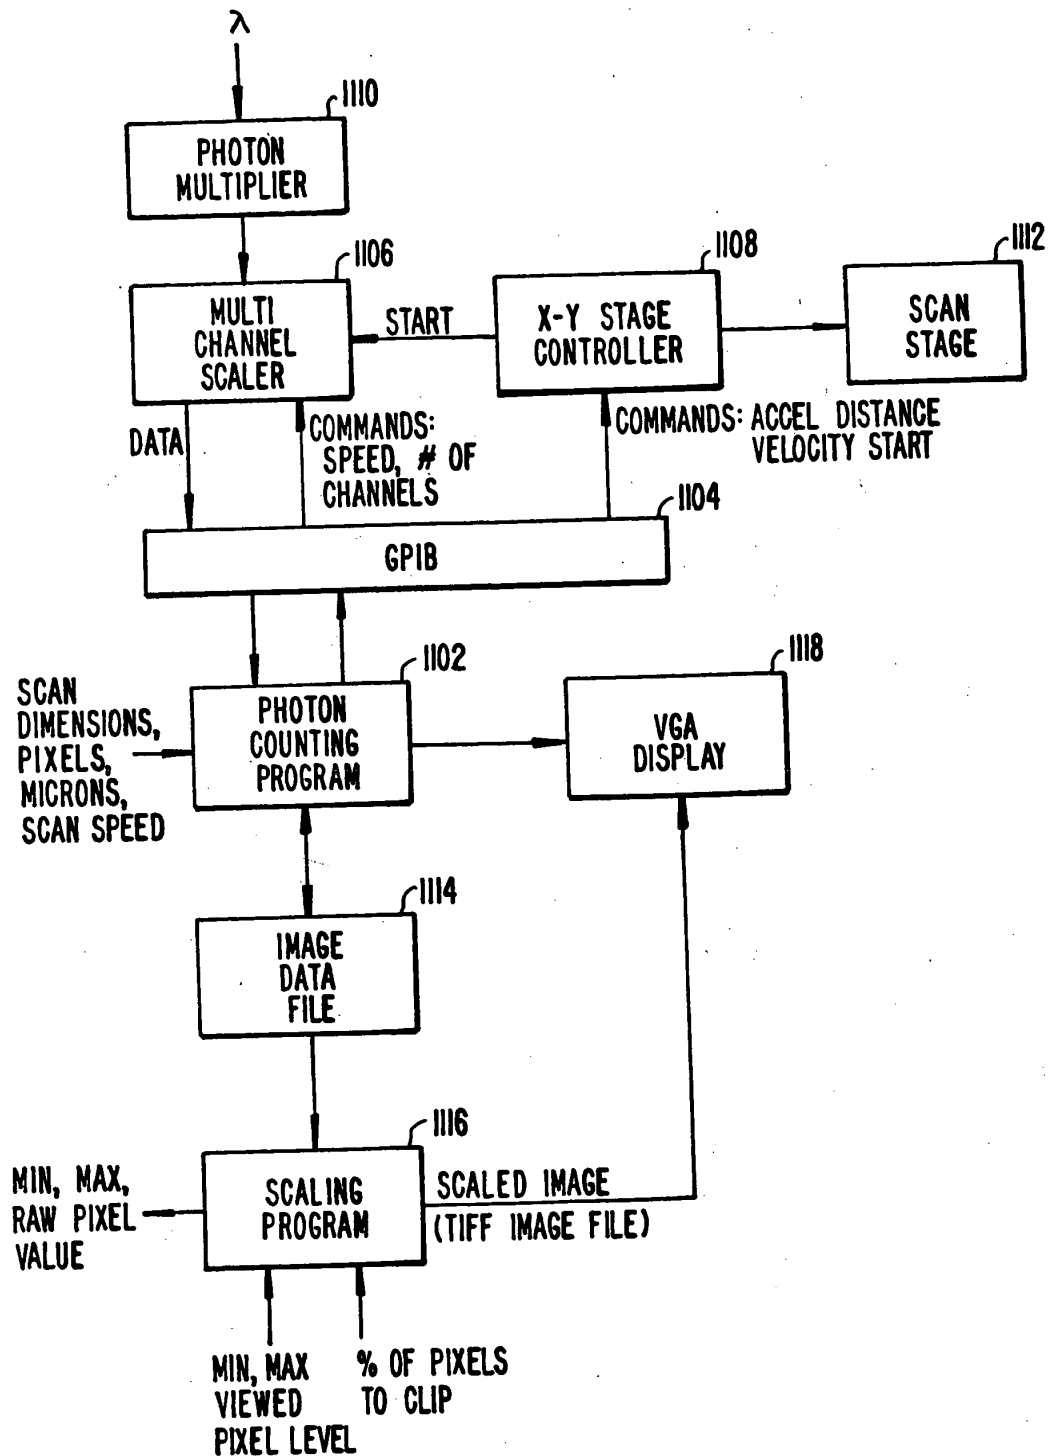 λ
1110
PHOTON
MULTIPLIER
1106
MULTI
CHANNEL
SCALER
START
1108
X-Y STAGE
CONTROLLER
1112
SCAN
STAGE
DATA
COMMANDS:
SPEED, # OF
CHANNELS
COMMANDS: ACCEL DISTANCE
VELOCITY START
1104
GPIB
1102
PHOTON
COUNTING
PROGRAM
SCAN
DIMENSIONS,
PIXELS,
MICRONS,
SCAN SPEED
1118
VGA
DISPLAY
1114
IMAGE
DATA
FILE
1116
SCALING
PROGRAM
SCALED IMAGE
(TIFF IMAGE FILE)
MIN, MAX,
RAW PIXEL
VALUE
MIN, MAX
VIEWED
PIXEL LEVEL
% OF PIXELS
TO CLIP